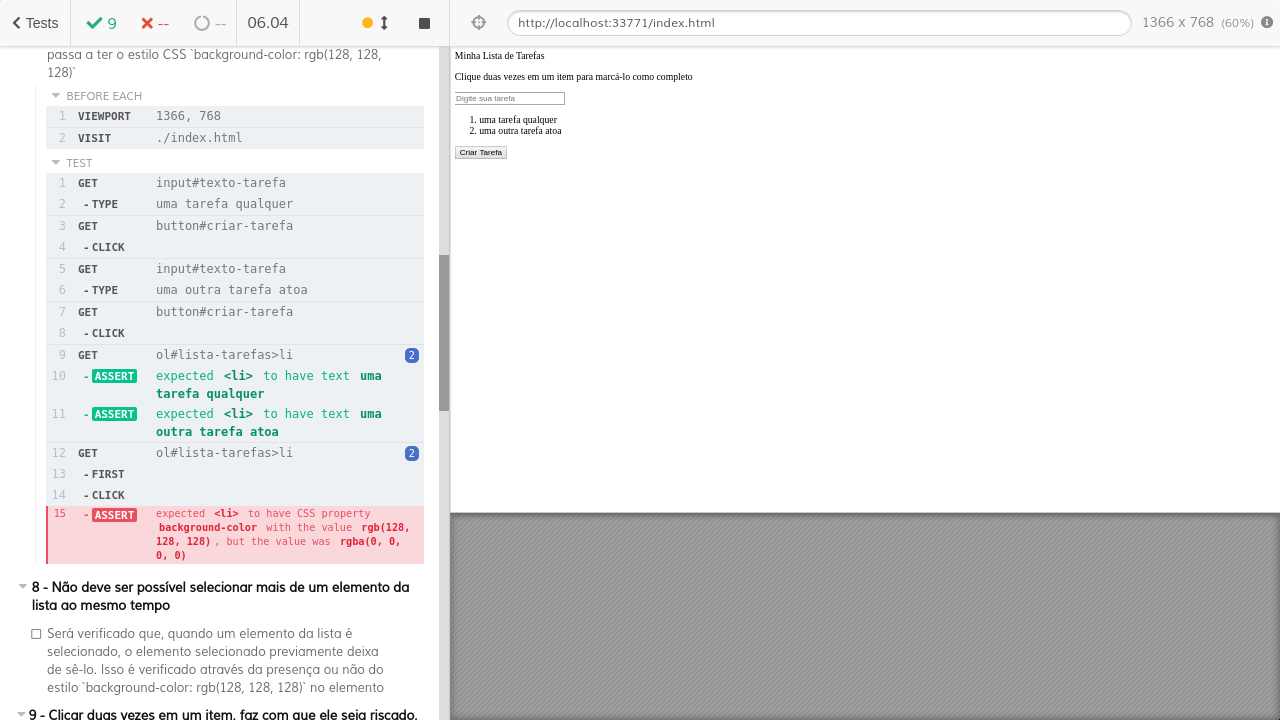 Tests
9
--
--
06.04
http://localhost:33771/index.html
1366 x 768 (60%)
passa a ter o estilo CSS `background-color: rgb(128, 128,
128)`
BEFORE EACH
1 VIEWPORT 1366, 768
2 VISIT ./index.html
TEST
1 GET input#texto-tarefa
2 -TYPE uma tarefa qualquer
3 GET button#criar-tarefa
4 -CLICK
5 GET input#texto-tarefa
6 -TYPE uma outra tarefa atoa
7 GET button#criar-tarefa
8 -CLICK
9 GET ol#lista-tarefas>li 2
10 -ASSERT expected <li> to have text uma
tarefa qualquer
11 -ASSERT expected <li> to have text uma
outra tarefa atoa
12 GET ol#lista-tarefas>li 2
13 -FIRST
14 -CLICK
15 -ASSERT expected <li> to have CSS property
background-color with the value rgb(128,
128, 128), but the value was rgba(0, 0,
0, 0)
8 - Não deve ser possível selecionar mais de um elemento da
lista ao mesmo tempo
Será verificado que, quando um elemento da lista é
selecionado, o elemento selecionado previamente deixa
de sê-lo. Isso é verificado através da presença ou não do
estilo `background-color: rgb(128, 128, 128)` no elemento
9 - Clicar duas vezes em um item, faz com que ele seja riscado,
Minha Lista de Tarefas
Clique duas vezes em um item para marcá-lo como completo
Digite sua tarefa
1. uma tarefa qualquer
2. uma outra tarefa atoa
Criar Tarefa